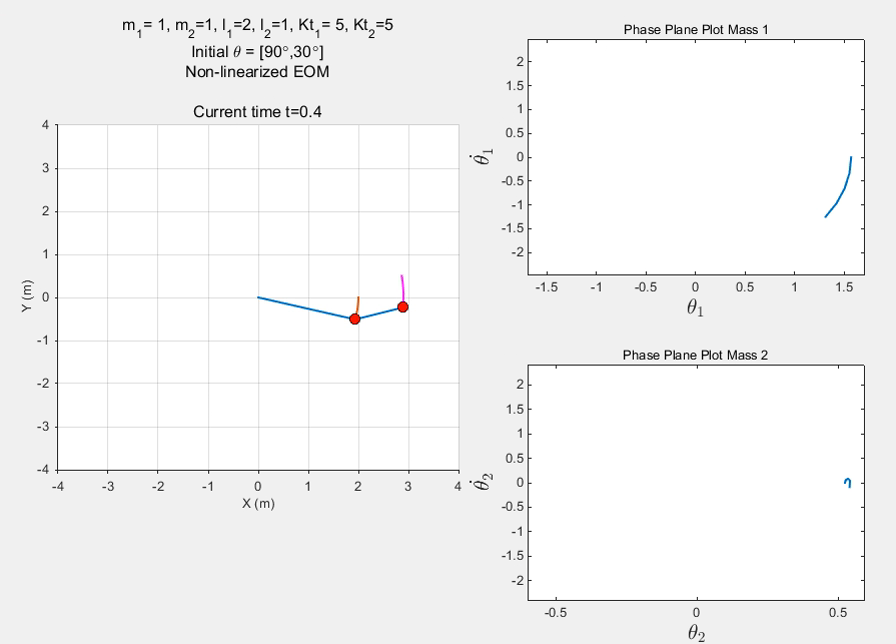 m1= 1, m2=1, l1=2, l2=1, Kt1= 5, Kt2=5
Initial θ = [90°,30°]
Non-linearized EOM
Current time t=0.4
4
3
2
1
0
-1
-2
-3
-4
-4 -3 -2 -1 0 1 2 3 4
Y (m)
X (m)
Phase Plane Plot Mass 1
2
1.5
1
0.5
0
-0.5
-1
-1.5
-2
-1.5 -1 -0.5 0 0.5 1 1.5
θ̇1
θ1
Phase Plane Plot Mass 2
2
1.5
1
0.5
0
-0.5
-1
-1.5
-2
-0.5 0 0.5
θ̇2
θ2